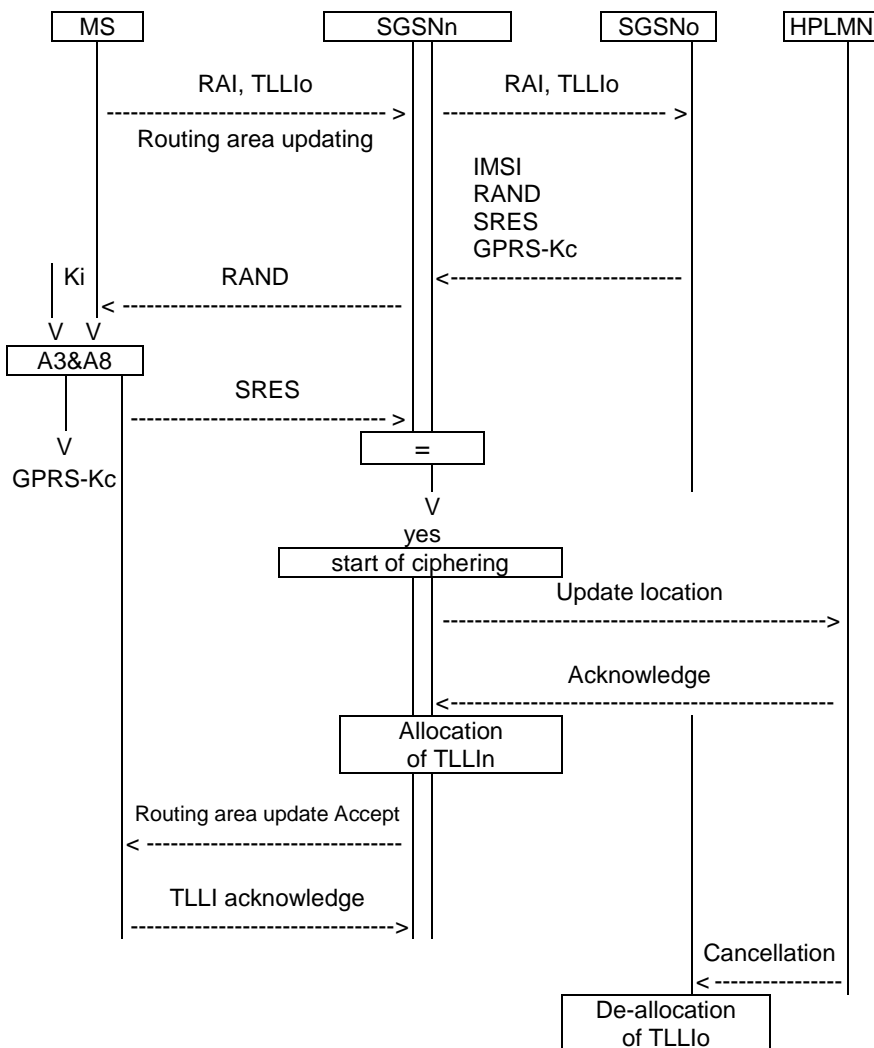 MS SGSNn SGSNo HPLMN
RAI, TLLIo RAI, TLLIo
--------------------------------- > ---------------------------- >
Routing area updating
IMSI
RAND
SRES
GPRS-Kc
Ki RAND <----------------------------
< ---------------------------------
V V
A3&A8
SRES
------------------------------ >
=
V
GPRS-Kc
V
yes
start of ciphering
Update location
--------------------------------------------->
Acknowledge
<---------------------------------------------
Allocation
of TLLIn
Routing area update Accept
< ------------------------------
TLLI acknowledge
------------------------------->
Cancellation
< ---------------
De-allocation
of TLLIo